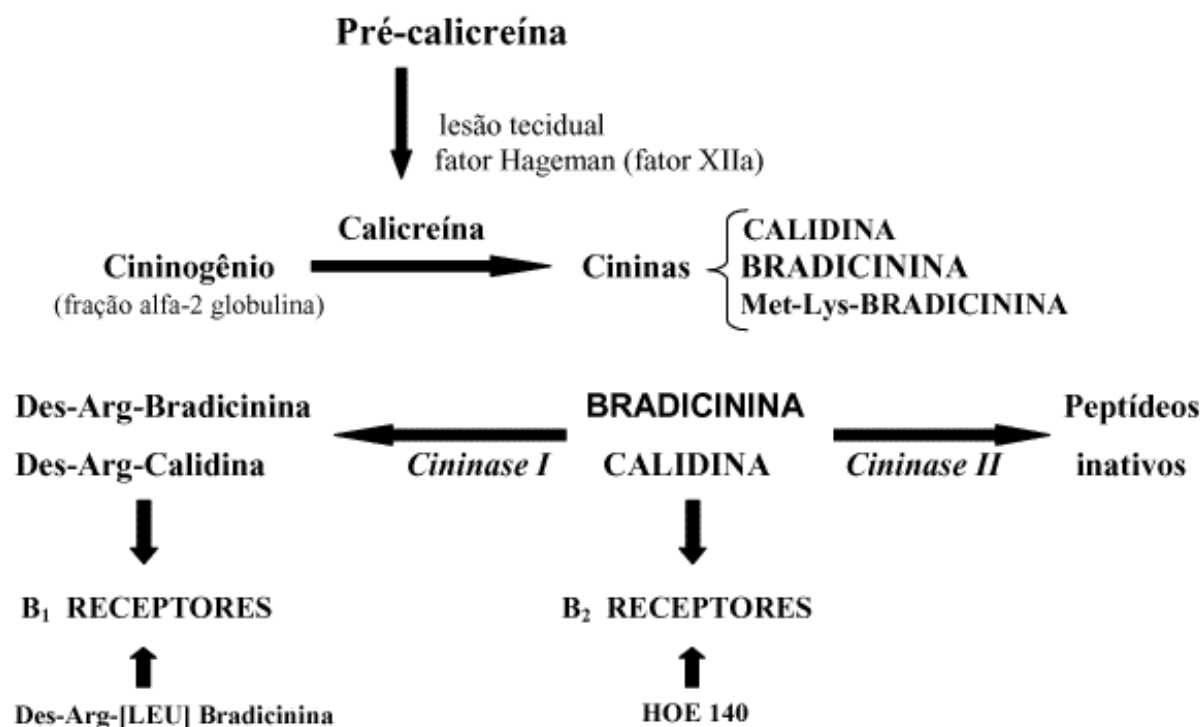 Pré-calicreína
lesão tecidual
fator Hageman (fator XIIa)
Calicreína
Cininogênio
(fração alfa-2 globulina)
Cininas
CALIDINA
BRADICININA
Met-Lys-BRADICININA
Des-Arg-Bradicinina
Des-Arg-Calidina
Cininase I
BRADICININA
CALIDINA
Cininase II
Peptídeos
inativos
B₁ RECEPTORES
B₂ RECEPTORES
Des-Arg-[LEU] Bradicinina
HOE 140